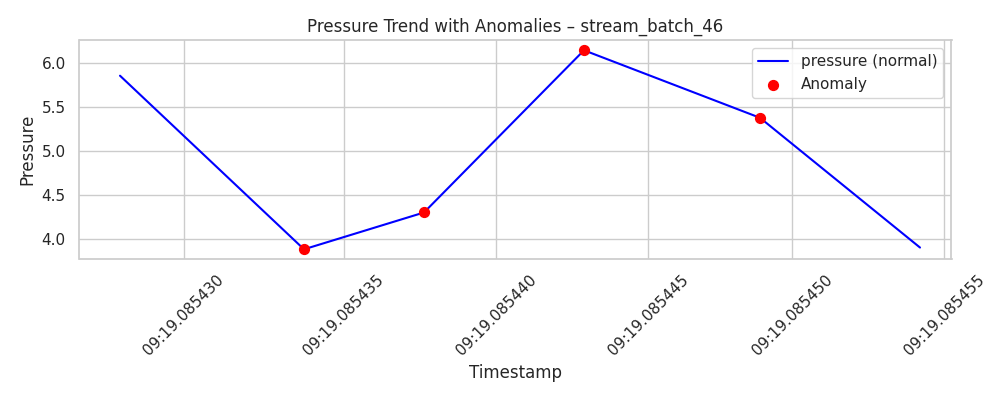 Pressure Trend with Anomalies – stream_batch_46
pressure (normal)
Anomaly
Pressure
6.0
5.5
5.0
4.5
4.0
09:19.085430
09:19.085435
09:19.085440
09:19.085445
09:19.085450
09:19.085455
Timestamp